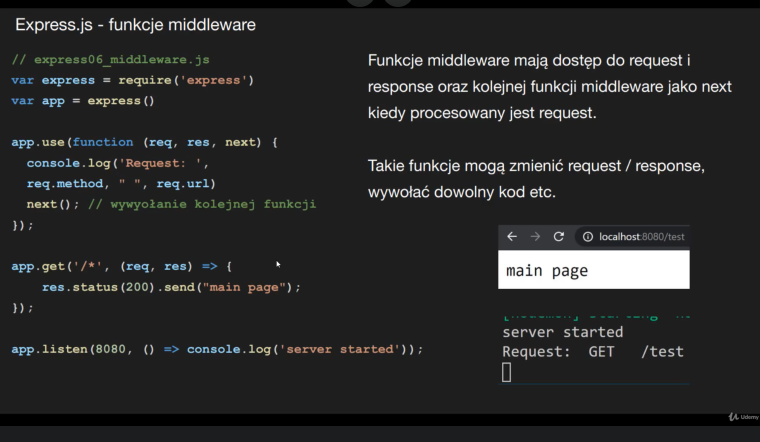 Express.js - funkcje middleware
// express06_middleware.js
var express = require('express')
var app = express()
app.use(function (req, res, next) {
console.log('Request: ',
req.method, " ", req.url)
next(); // wywyołanie kolejnej funkcji
});
app.get('/*', (req, res) => {
res.status(200).send("main page");
});
app.listen(8080, () => console.log('server started'));
Funkcje middleware mają dostęp do request i
response oraz kolejnej funkcji middleware jako next
kiedy procesowany jest request.
Takie funkcje mogą zmienić request / response,
wywołać dowolny kod etc.
localhost:8080/test
main page
server started
Request: GET /test
Udemy